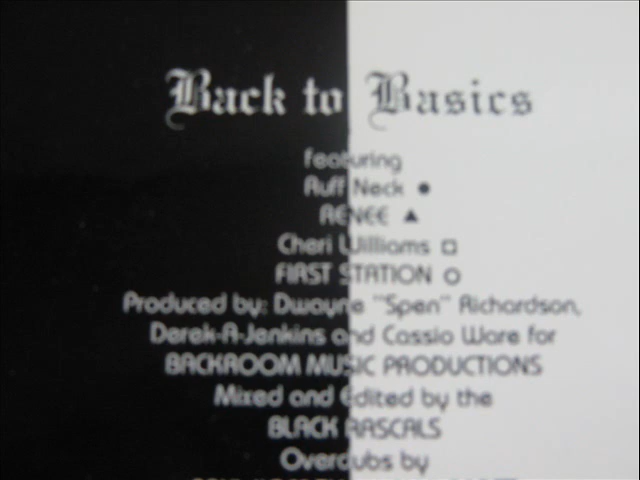 Back to Basics
featuring
Ruff Neck ●
RENEE ▲
Cheri Williams □
FIRST STATION ○
Produced by: Dwayne "Spen" Richardson,
Derek-A-Jenkins and Cassio Ware for
BACKROOM MUSIC PRODUCTIONS
Mixed and Edited by the
BLACK RASCALS
Overdubs by